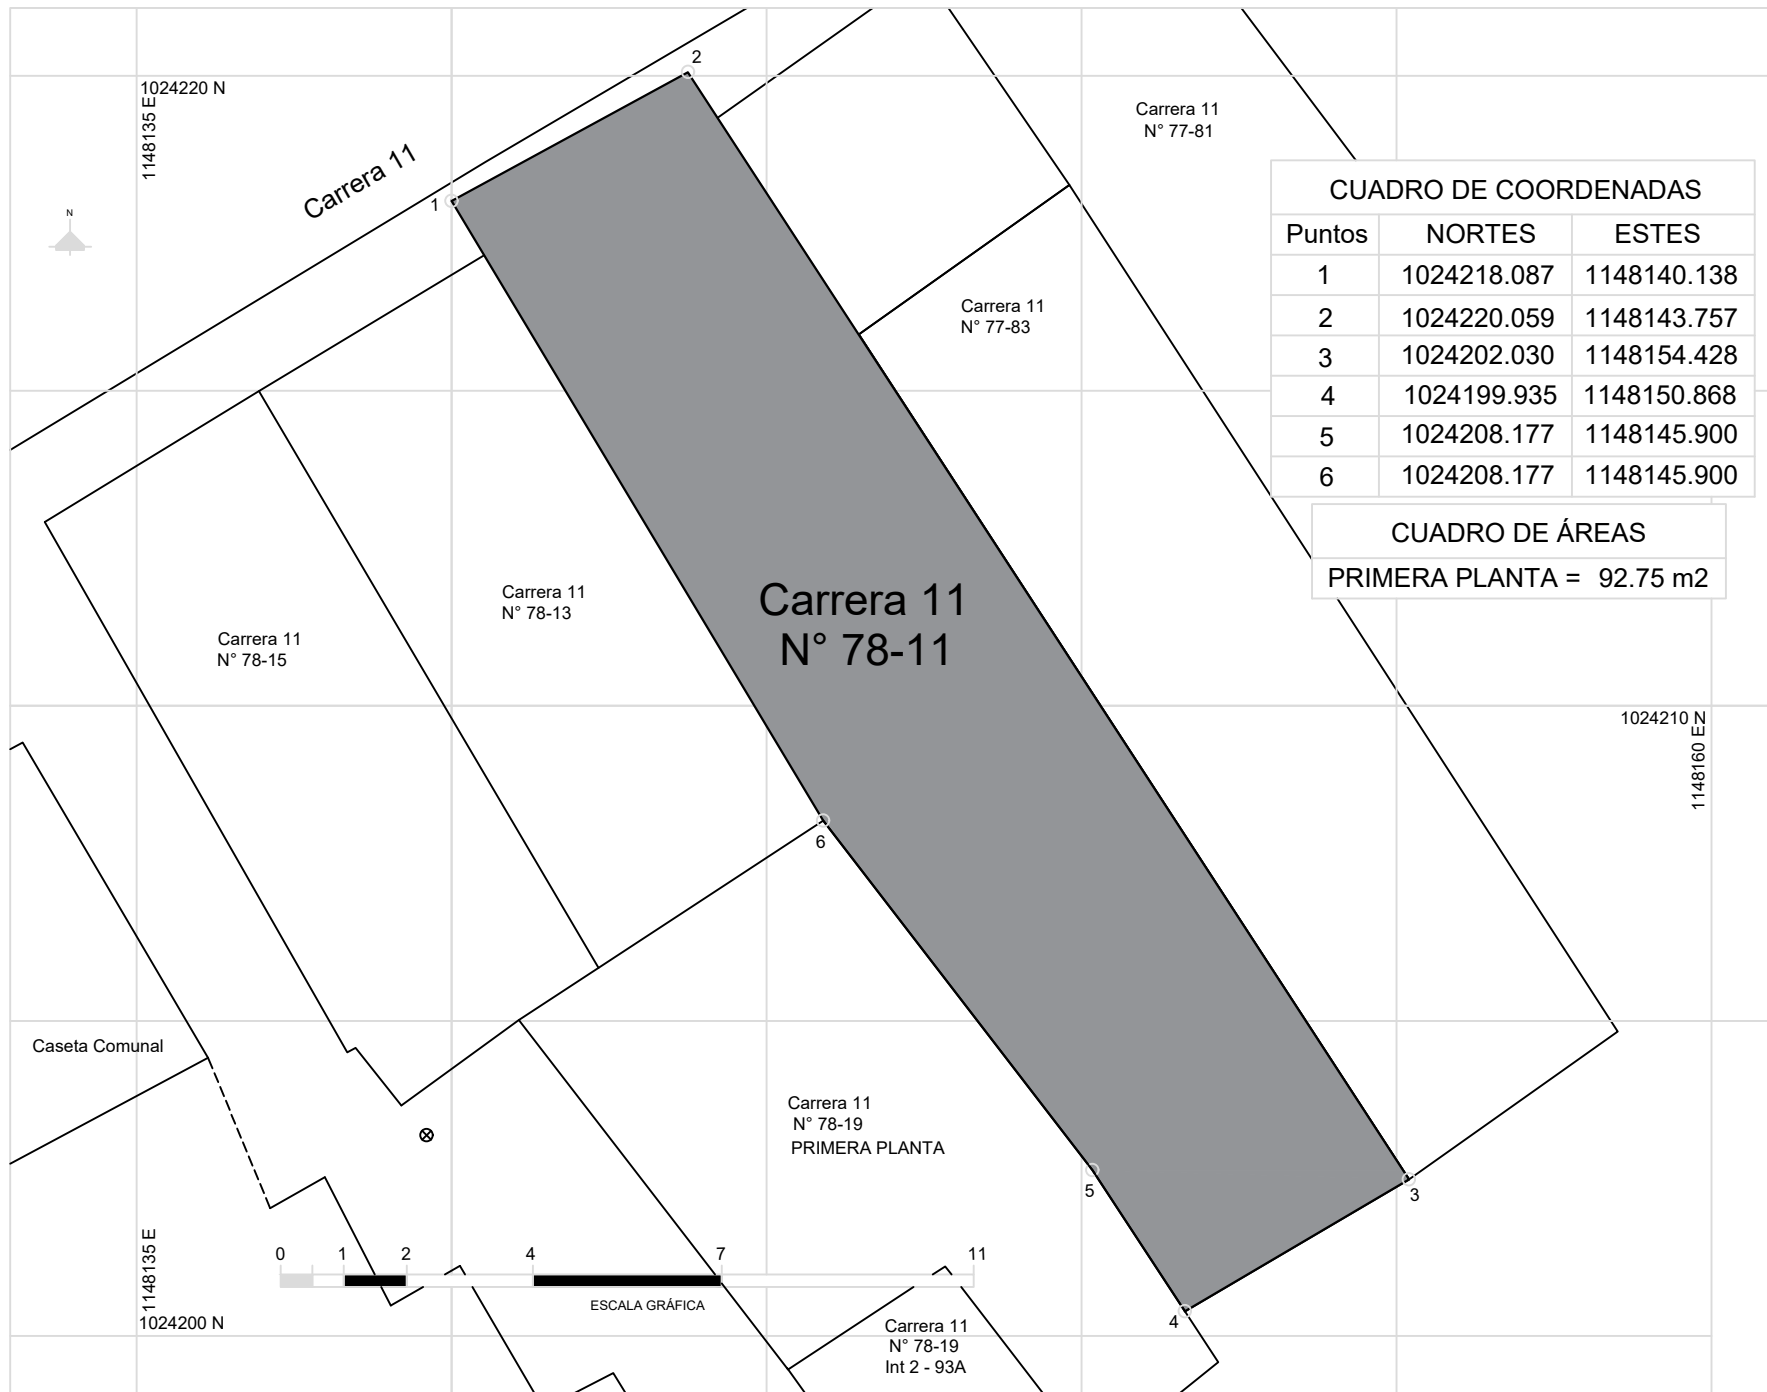 2
1024220 N
1148135 E
Carrera 11
N° 77-81
Carrera 11
1
N
CUADRO DE COORDENADAS
Puntos NORTES ESTES
1 1024218.087 1148140.138
2 1024220.059 1148143.757
3 1024202.030 1148154.428
4 1024199.935 1148150.868
5 1024208.177 1148145.900
6 1024208.177 1148145.900
CUADRO DE ÁREAS
PRIMERA PLANTA = 92.75 m2
Carrera 11
N° 77-83
Carrera 11
N° 78-11
Carrera 11
N° 78-13
Carrera 11
N° 78-15
1024210 N
1148160 E
6
Caseta Comunal
Carrera 11
N° 78-19
PRIMERA PLANTA
5
3
0 1 2 4 7 11
ESCALA GRÁFICA
1148135 E
1024200 N
4
Carrera 11
N° 78-19
Int 2 - 93A